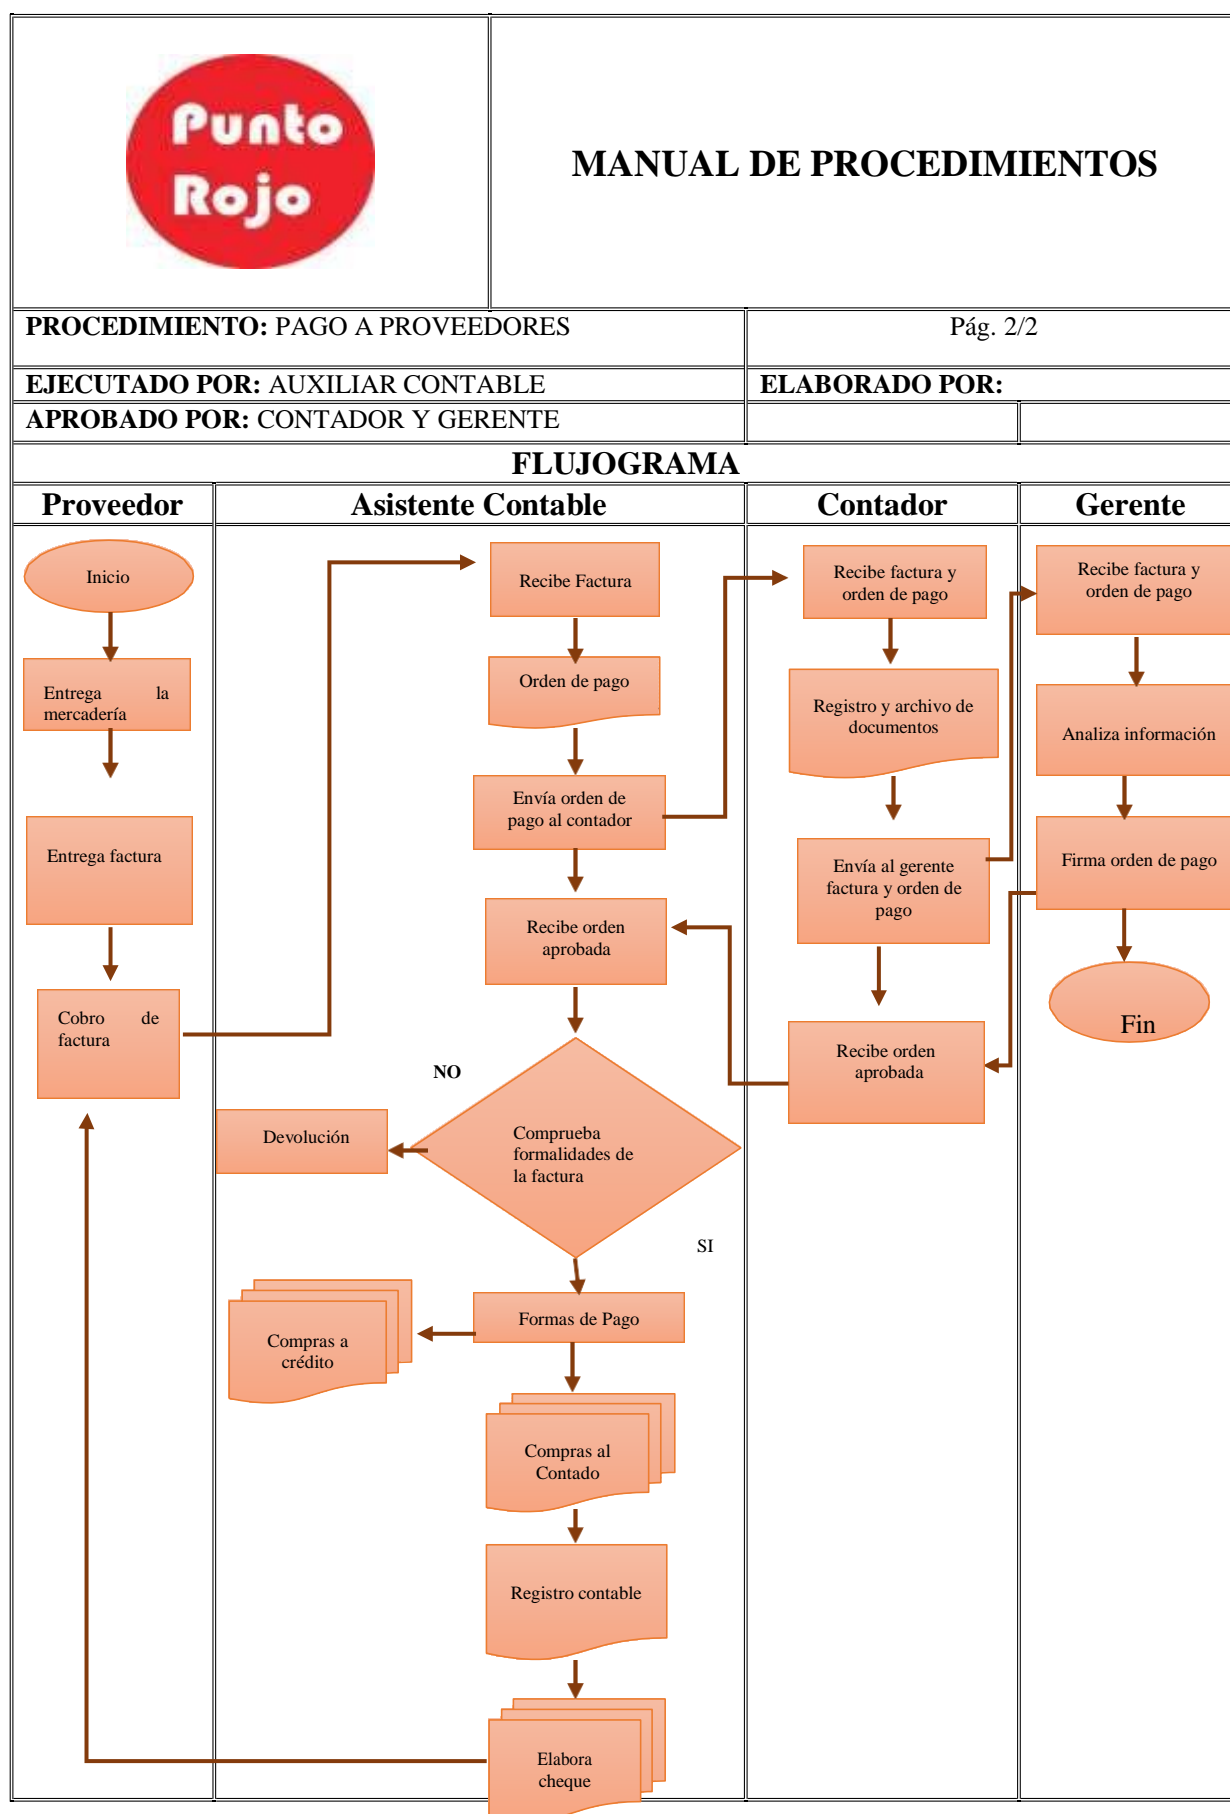 Punto
Rojo
MANUAL DE PROCEDIMIENTOS
PROCEDIMIENTO: PAGO A PROVEEDORES
Pág. 2/2
EJECUTADO POR: AUXILIAR CONTABLE
ELABORADO POR:
APROBADO POR: CONTADOR Y GERENTE
FLUJOGRAMA
Proveedor
Asistente Contable
Contador
Gerente
Inicio
Entrega la
mercadería
Entrega factura
Cobro de
factura
Recibe Factura
Orden de pago
Envía orden de
pago al contador
Recibe orden
aprobada
NO
Comprueba
formalidades de
la factura
Devolución
SI
Formas de Pago
Compras a
crédito
Compras al
Contado
Registro contable
Elabora
cheque
Recibe factura y
orden de pago
Registro y archivo de
documentos
Envía al gerente
factura y orden de
pago
Recibe orden
aprobada
Recibe factura y
orden de pago
Analiza información
Firma orden de pago
Fin